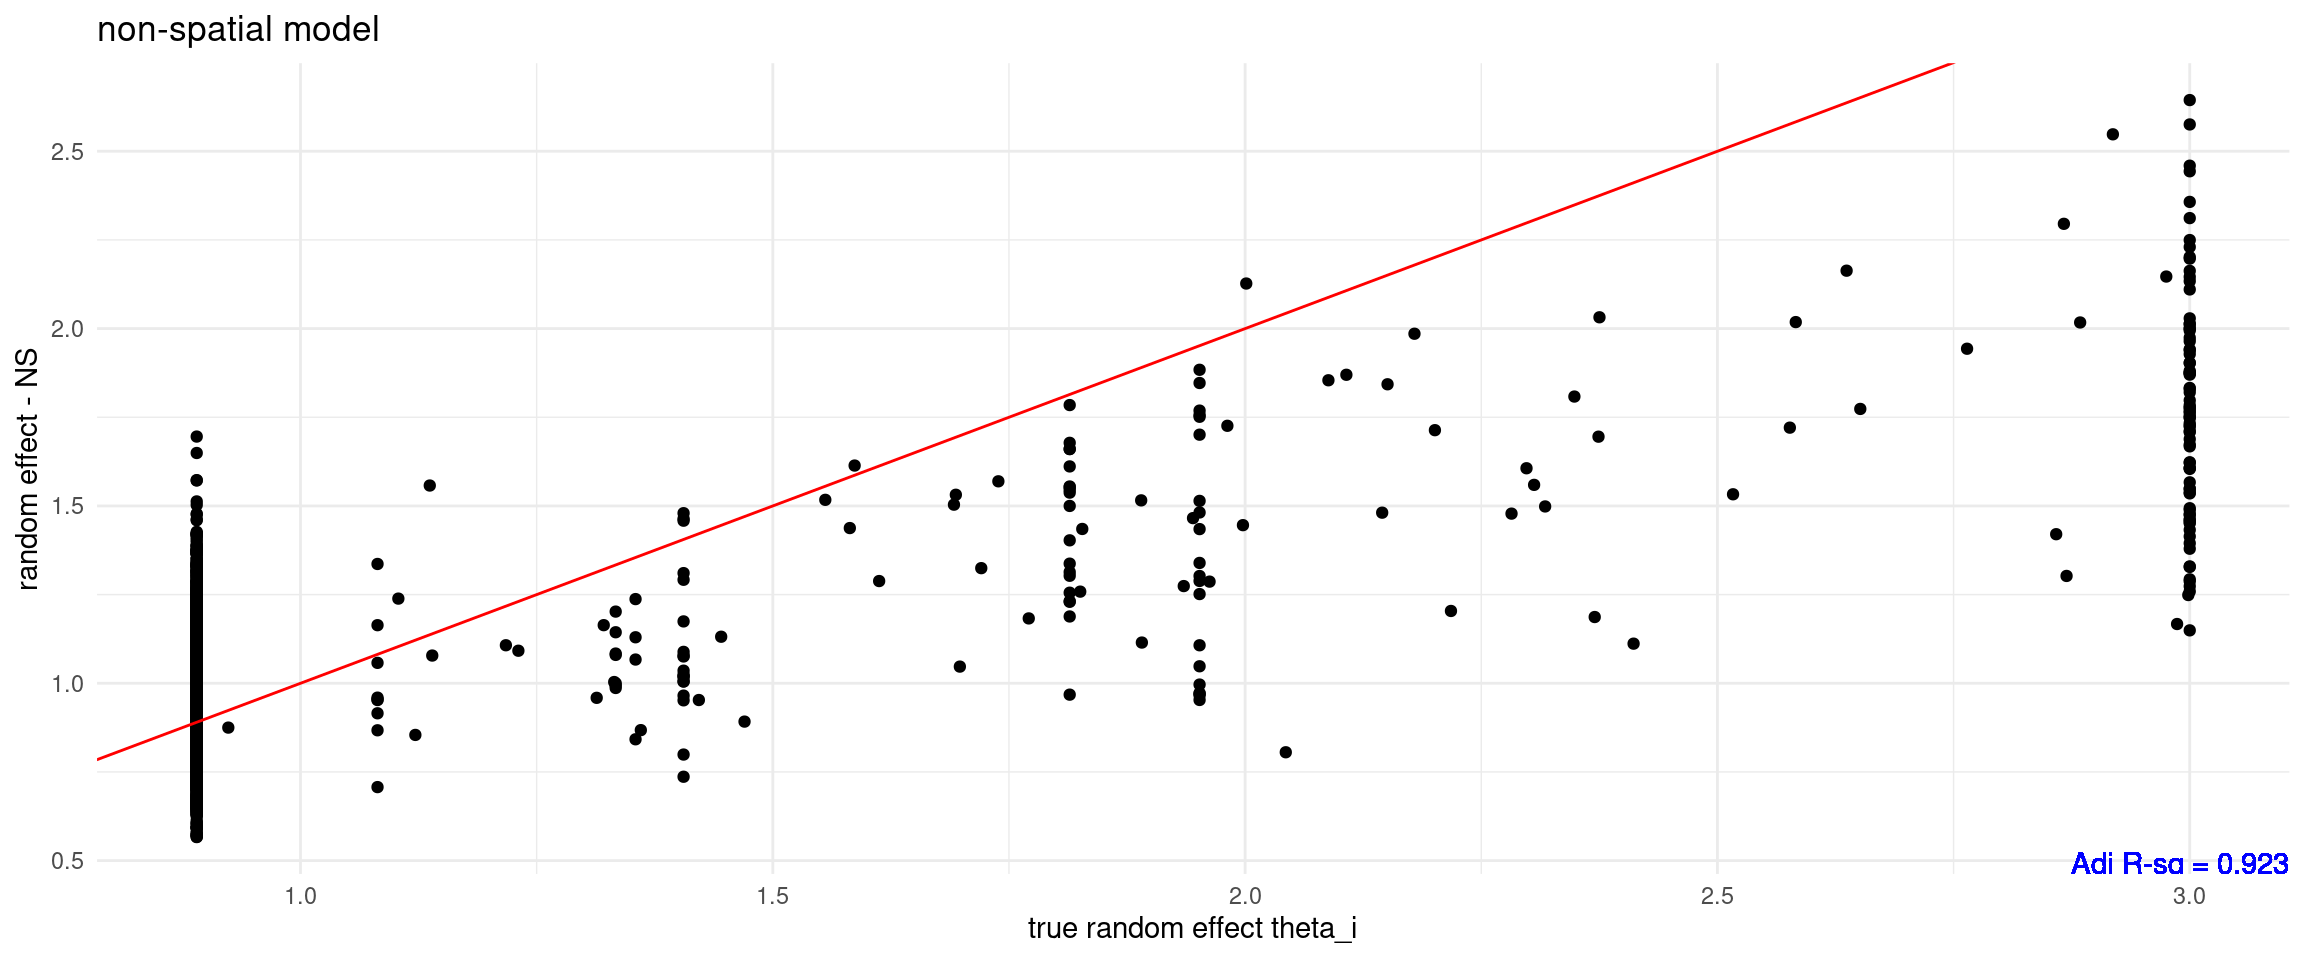 non-spatial model
random effect - NS
2.5
2.0
1.5
1.0
0.5
Adj R-sq = 0.923
1.0 1.5 2.0 2.5 3.0
true random effect theta_i